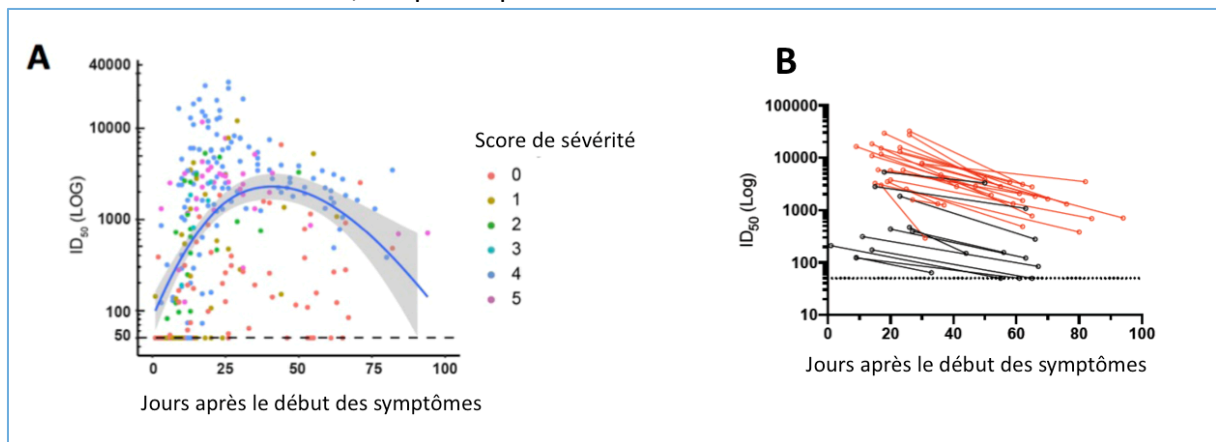 A
40000
10000
1000
100
50
ID50 (LOG)
0 25 50 75 100
Jours après le début des symptômes
Score de sévérité
0
1
2
3
4
5
B
100000
10000
1000
100
10
ID50 (Log)
0 20 40 60 80 100
Jours après le début des symptômes